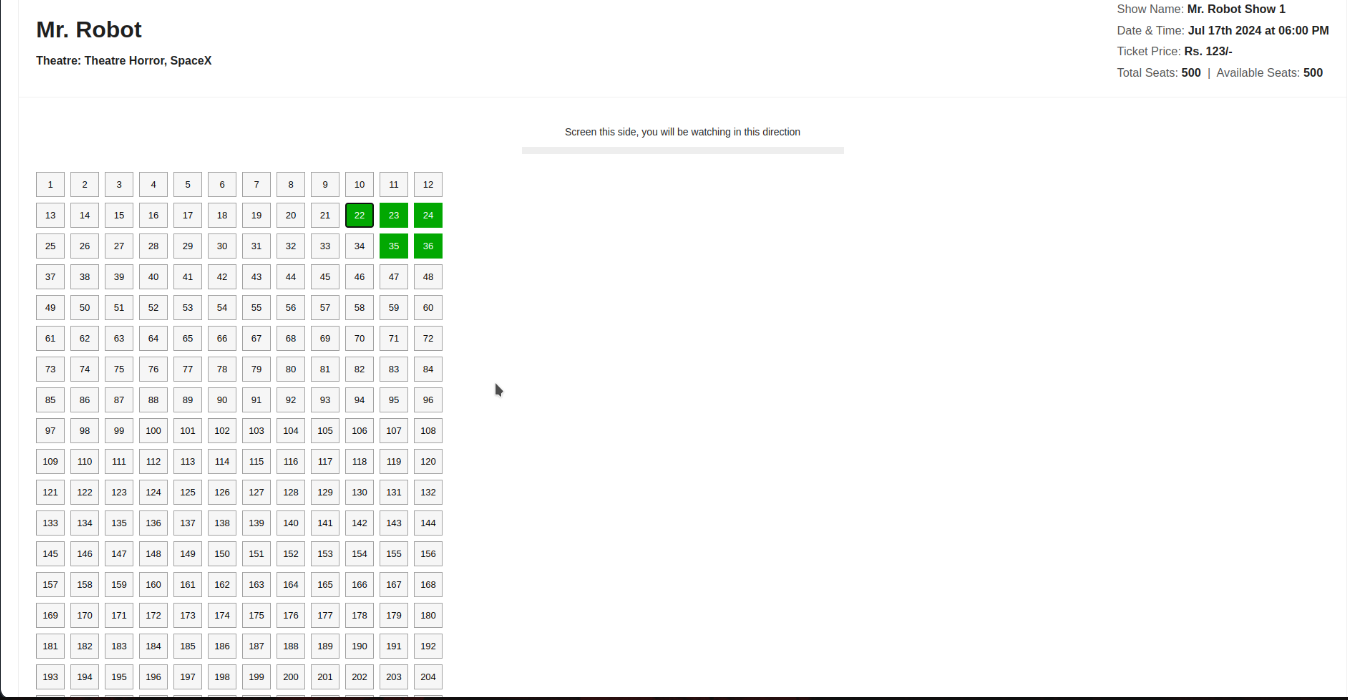 Mr. Robot
Theatre: Theatre Horror, SpaceX
Show Name: Mr. Robot Show 1
Date & Time: Jul 17th 2024 at 06:00 PM
Ticket Price: Rs. 123/-
Total Seats: 500 | Available Seats: 500
Screen this side, you will be watching in this direction
1 2 3 4 5 6 7 8 9 10 11 12
13 14 15 16 17 18 19 20 21 22 23 24
25 26 27 28 29 30 31 32 33 34 35 36
37 38 39 40 41 42 43 44 45 46 47 48
49 50 51 52 53 54 55 56 57 58 59 60
61 62 63 64 65 66 67 68 69 70 71 72
73 74 75 76 77 78 79 80 81 82 83 84
85 86 87 88 89 90 91 92 93 94 95 96
97 98 99 100 101 102 103 104 105 106 107 108
109 110 111 112 113 114 115 116 117 118 119 120
121 122 123 124 125 126 127 128 129 130 131 132
133 134 135 136 137 138 139 140 141 142 143 144
145 146 147 148 149 150 151 152 153 154 155 156
157 158 159 160 161 162 163 164 165 166 167 168
169 170 171 172 173 174 175 176 177 178 179 180
181 182 183 184 185 186 187 188 189 190 191 192
193 194 195 196 197 198 199 200 201 202 203 204